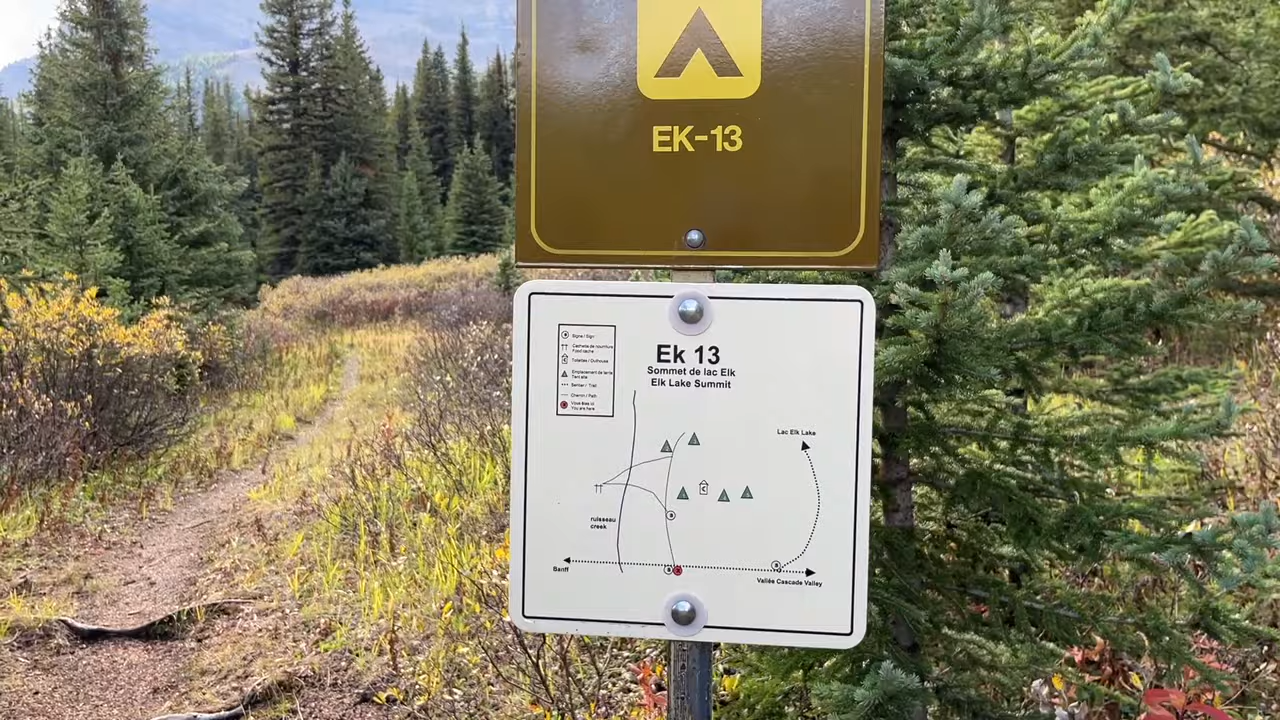 EK-13
Signe / Sign
Cachette de nourriture
Food cache
Toilettes / Outhouse
Emplacement de tente
Tent site
Sentier / Trail
Chemin / Path
Vous êtes ici
You are here
Ek 13
Sommet de lac Elk
Elk Lake Summit
Lac Elk Lake
ruisseau
creek
Banff
Vallée Cascade Valley